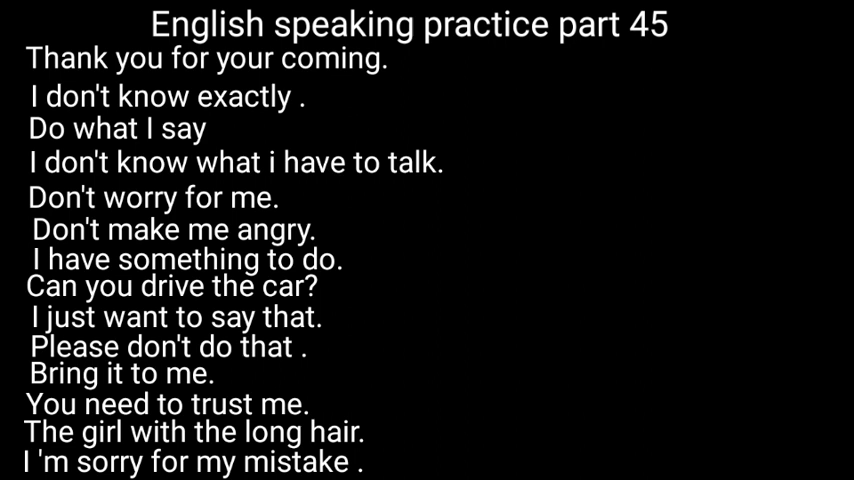 English speaking practice part 45
Thank you for your coming.
I don't know exactly .
Do what I say
I don't know what i have to talk.
Don't worry for me.
Don't make me angry.
I have something to do.
Can you drive the car?
I just want to say that.
Please don't do that .
Bring it to me.
You need to trust me.
The girl with the long hair.
I 'm sorry for my mistake .